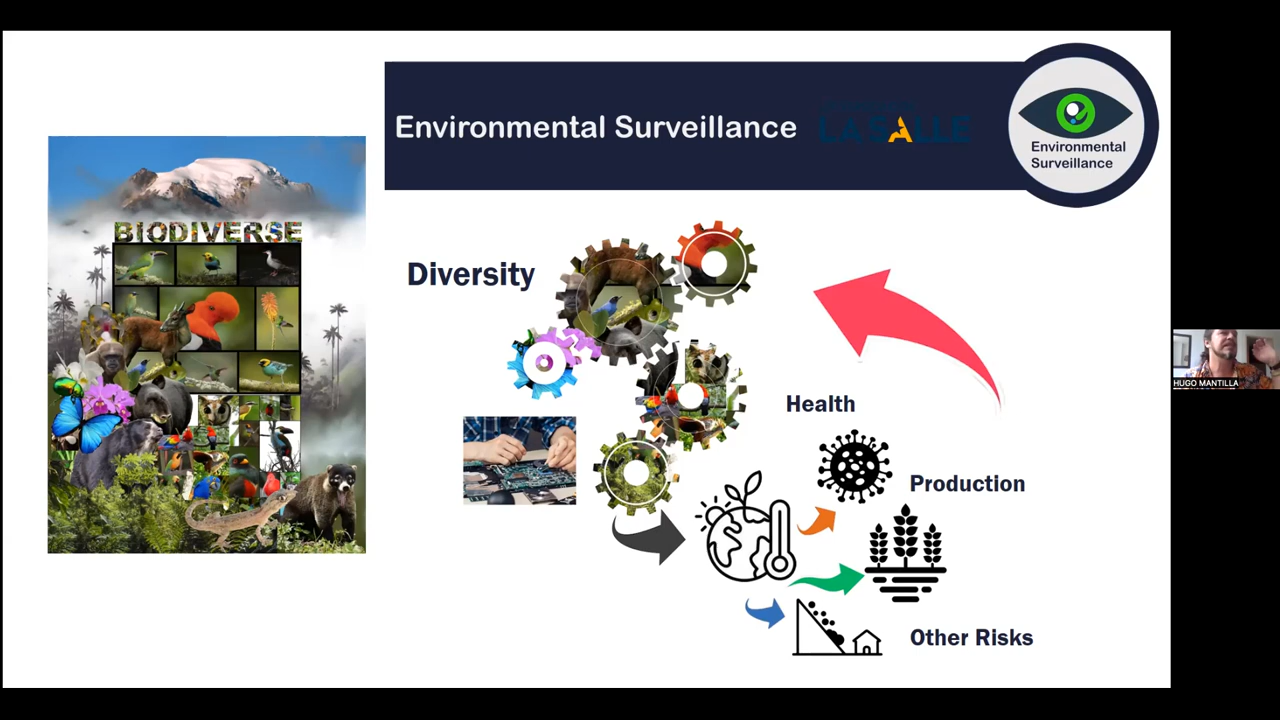 Environmental Surveillance
LA SALLE
Environmental
Surveillance
BIODIVERSE
Diversity
Health
Production
Other Risks
HUGO MANTILLA